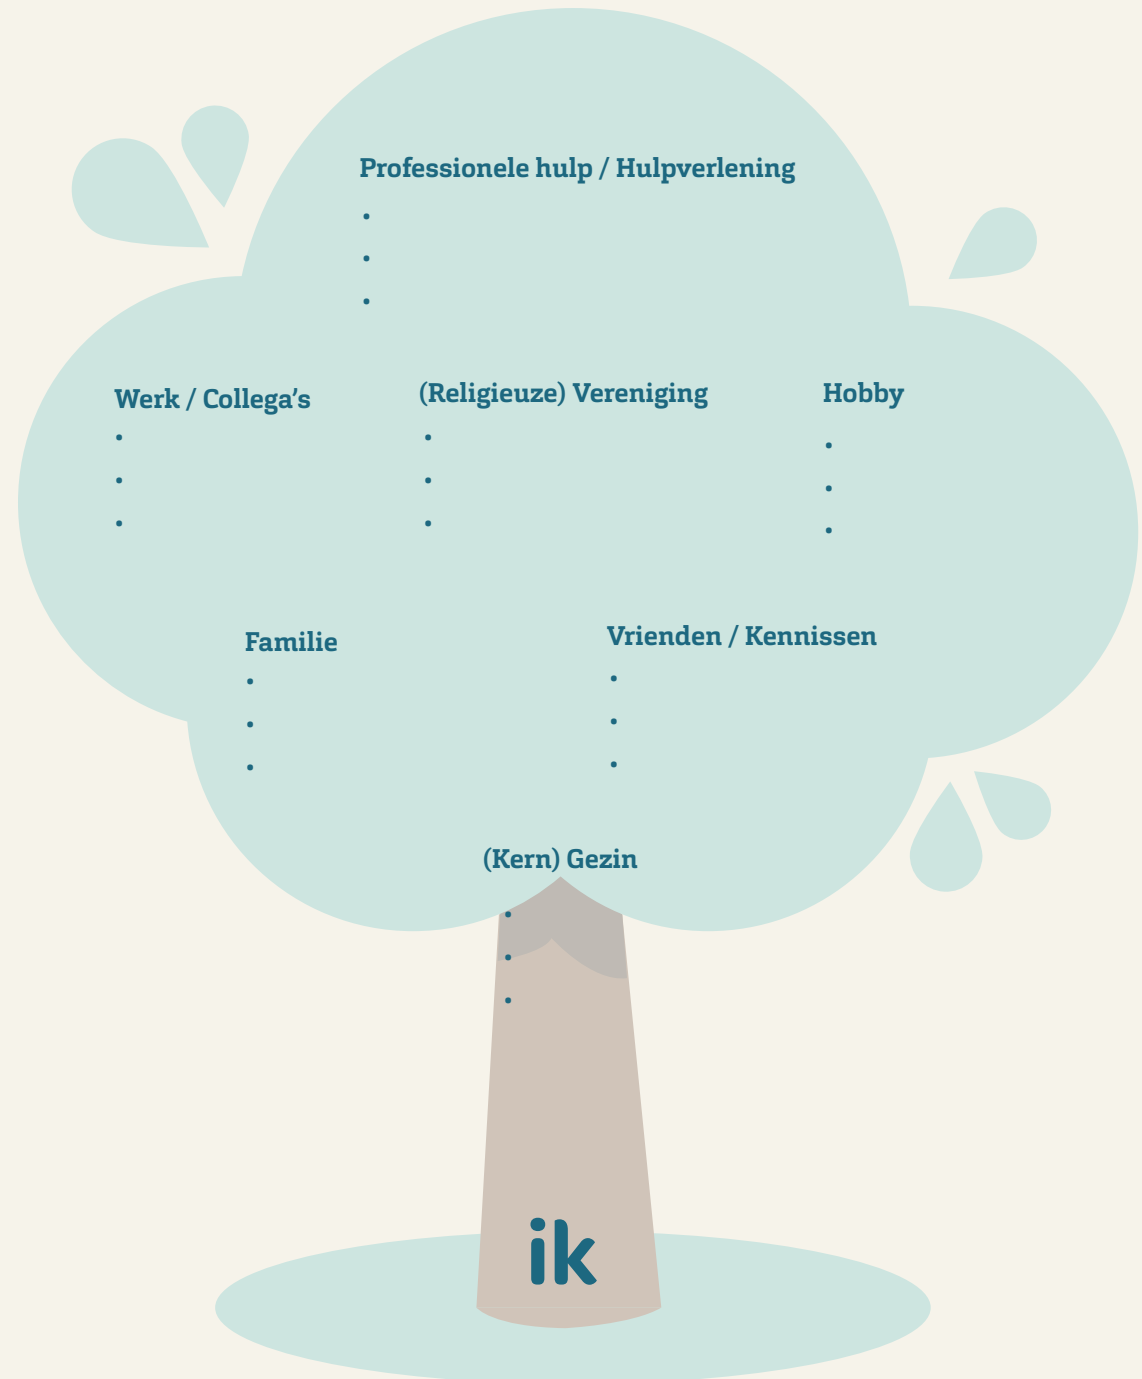 Professionele hulp / Hulpverlening
•
•
•
Werk / Collega’s
•
•
•
(Religieuze) Vereniging
•
•
•
Hobby
•
•
•
Familie
•
•
•
Vrienden / Kennissen
•
•
•
(Kern) Gezin
•
•
•
ik